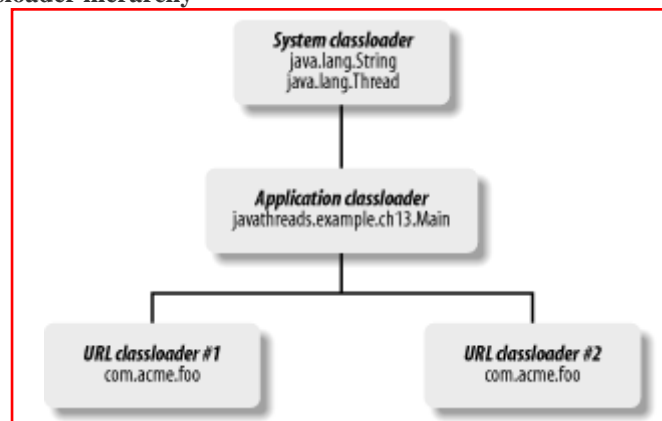 System classloader
java.lang.String
java.lang.Thread
Application classloader
javathreads.example.ch13.Main
URL classloader #1
com.acme.foo
URL classloader #2
com.acme.foo